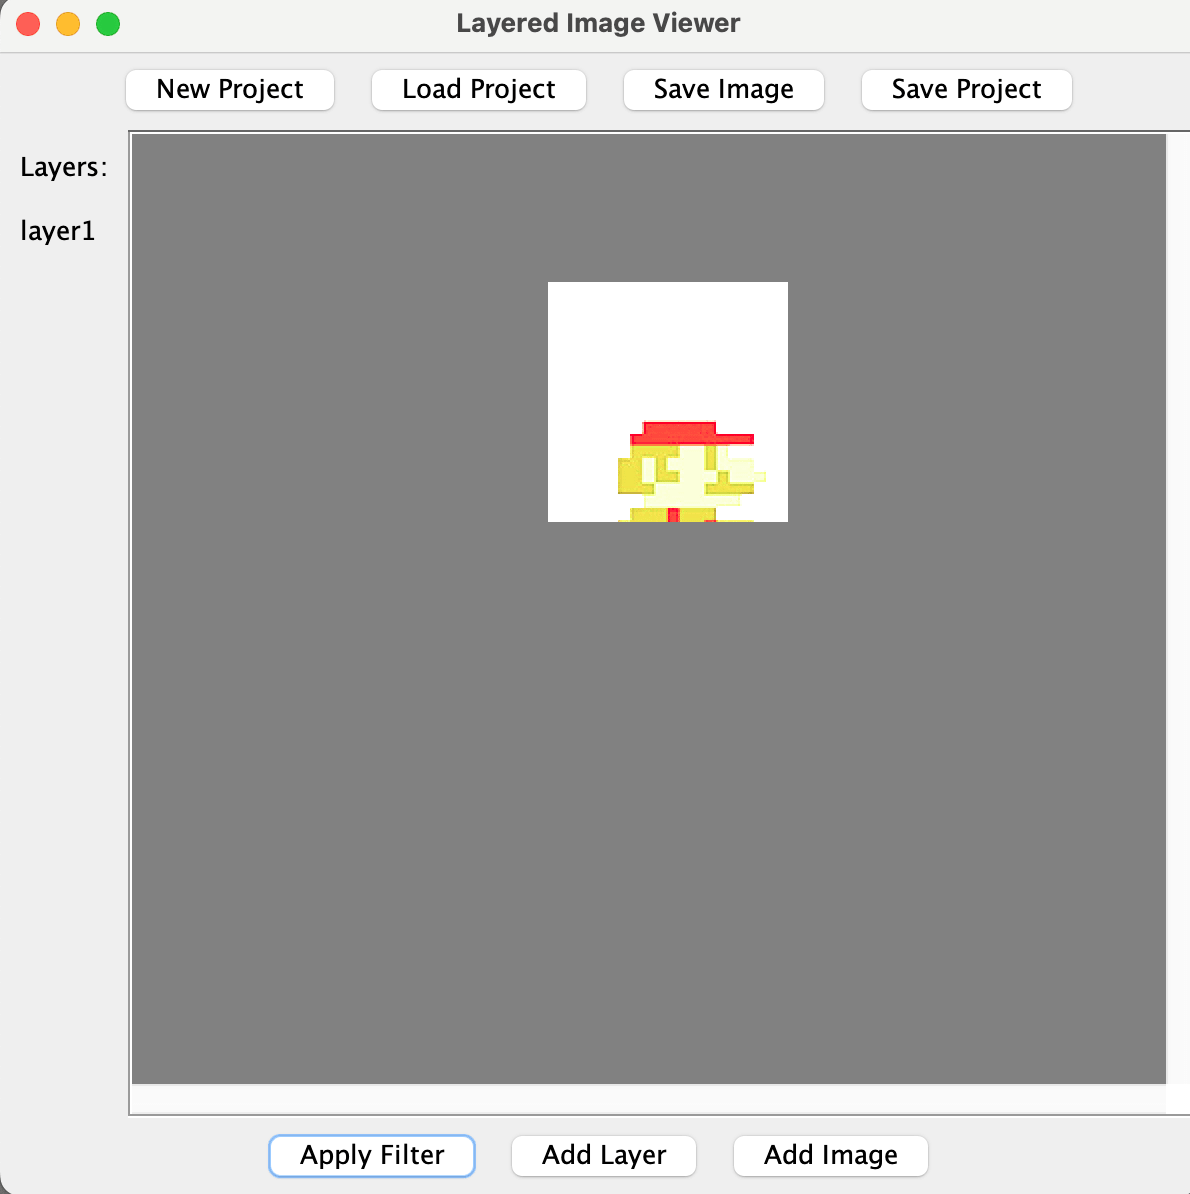 Layered Image Viewer
New Project Load Project Save Image Save Project
Layers:
layer1
Apply Filter Add Layer Add Image